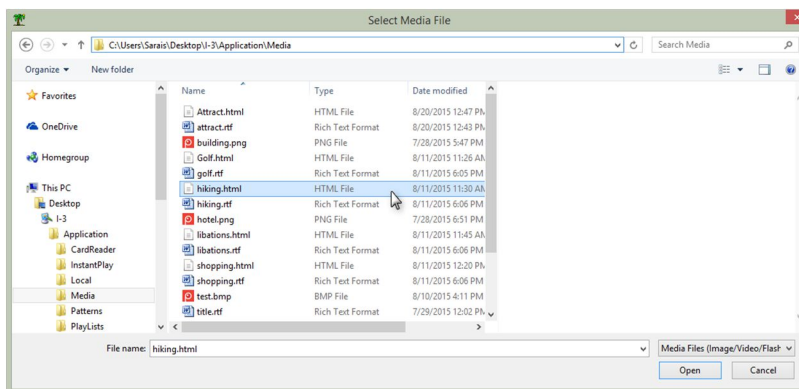 Select Media File
C:\Users\Sarais\Desktop\I-3\Application\Media
Search Media
Organize
New folder
Name Type Date modified
Favorites
OneDrive
Homegroup
This PC
Desktop
I-3
Application
CardReader
InstantPlay
Local
Media
Patterns
PlayLists
Attract.html HTML File 8/20/2015 12:47 PM
attract.rtf Rich Text Format 8/20/2015 12:43 PM
building.png PNG File 7/28/2015 5:47 PM
Golf.html HTML File 8/11/2015 11:26 AM
golf.rtf Rich Text Format 8/11/2015 6:05 PM
hiking.html HTML File 8/11/2015 11:30 AM
hiking.rtf Rich Text Format 8/11/2015 6:06 PM
hotel.png PNG File 7/28/2015 6:51 PM
libations.html HTML File 8/11/2015 11:45 AM
libations.rtf Rich Text Format 8/11/2015 6:06 PM
shopping.html HTML File 8/11/2015 12:20 PM
shopping.rtf Rich Text Format 8/11/2015 6:06 PM
test.bmp BMP File 8/10/2015 4:11 PM
title.rtf Rich Text Format 7/29/2015 12:02 PM
File name: hiking.html
Media Files (Image/Video/Flash
Open
Cancel